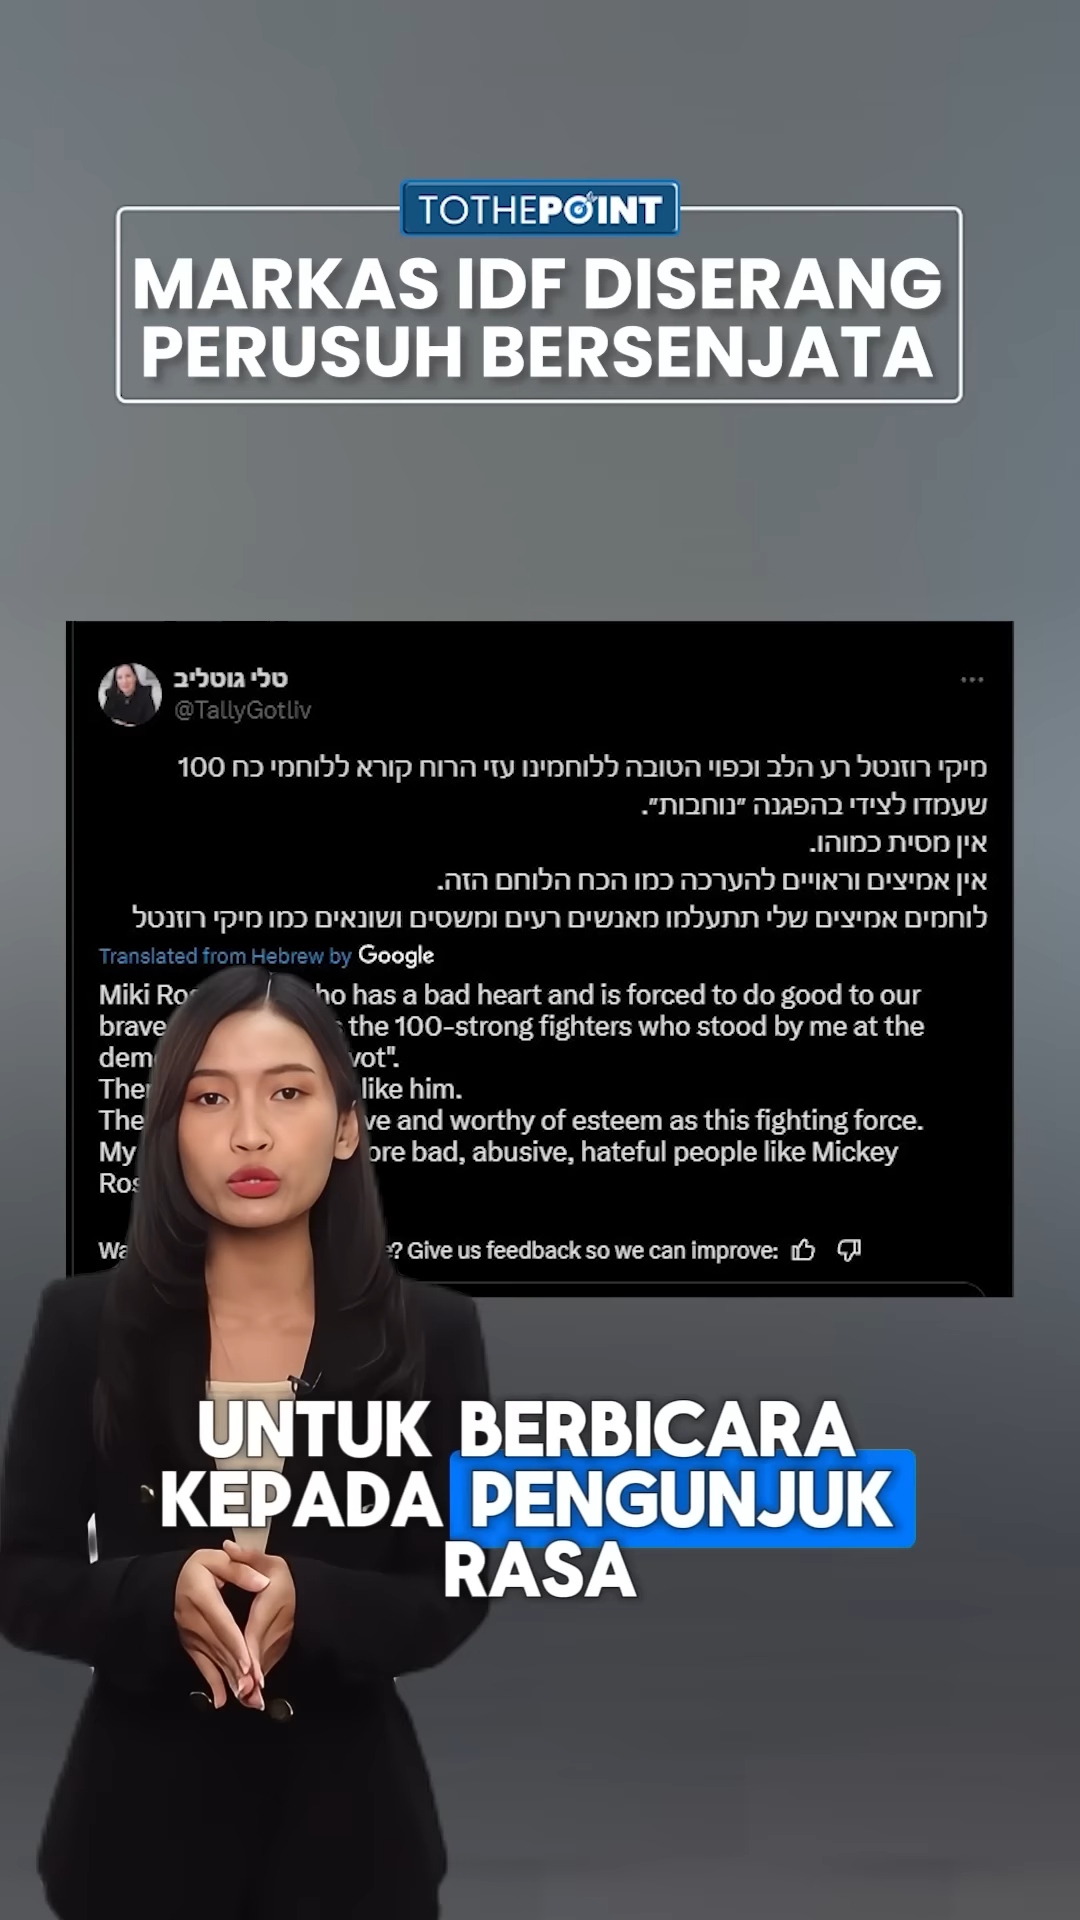 TOTHEPOINT
MARKAS IDF DISERANG
PERUSUH BERSENJATA
טלי גוטליב
@TallyGotliv
מיקי רוזנטל רע הלב וכפוי הטובה ללוחמינו עזי הרוח קורא ללוחמי כח 100
שעמדו לצידי בהפגנה ״נוחבות״.
אין מסית כמוהו.
אין אמיצים וראויים להערכה כמו הכח הלוחם הזה.
לוחמים אמיצים שלי תתעלמו מאנשים רעים ומשסים ושונאים כמו מיקי רוזנטל
Translated from Hebrew by Google
Miki Ro ho has a bad heart and is forced to do good to our
brave the 100-strong fighters who stood by me at the
dem vot".
Ther like him.
The ve and worthy of esteem as this fighting force.
My ore bad, abusive, hateful people like Mickey
Ros
Wa e? Give us feedback so we can improve:
UNTUK BERBICARA
KEPADA PENGUNJUK
RASA